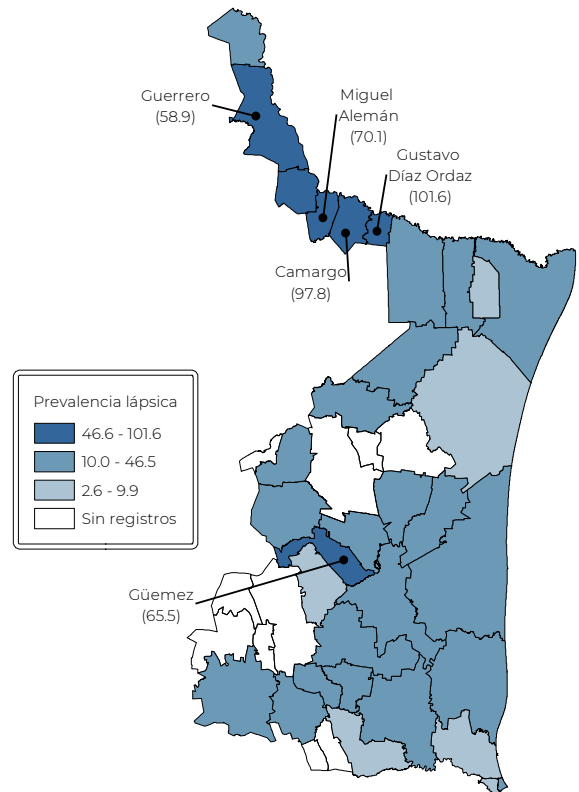 Guerrero
(58.9)
Miguel
Alemán
(70.1)
Gustavo
Díaz Ordaz
(101.6)
Camargo
(97.8)
Prevalencia lápsica
46.6 - 101.6
10.0 - 46.5
2.6 - 9.9
Sin registros
Güemez
(65.5)